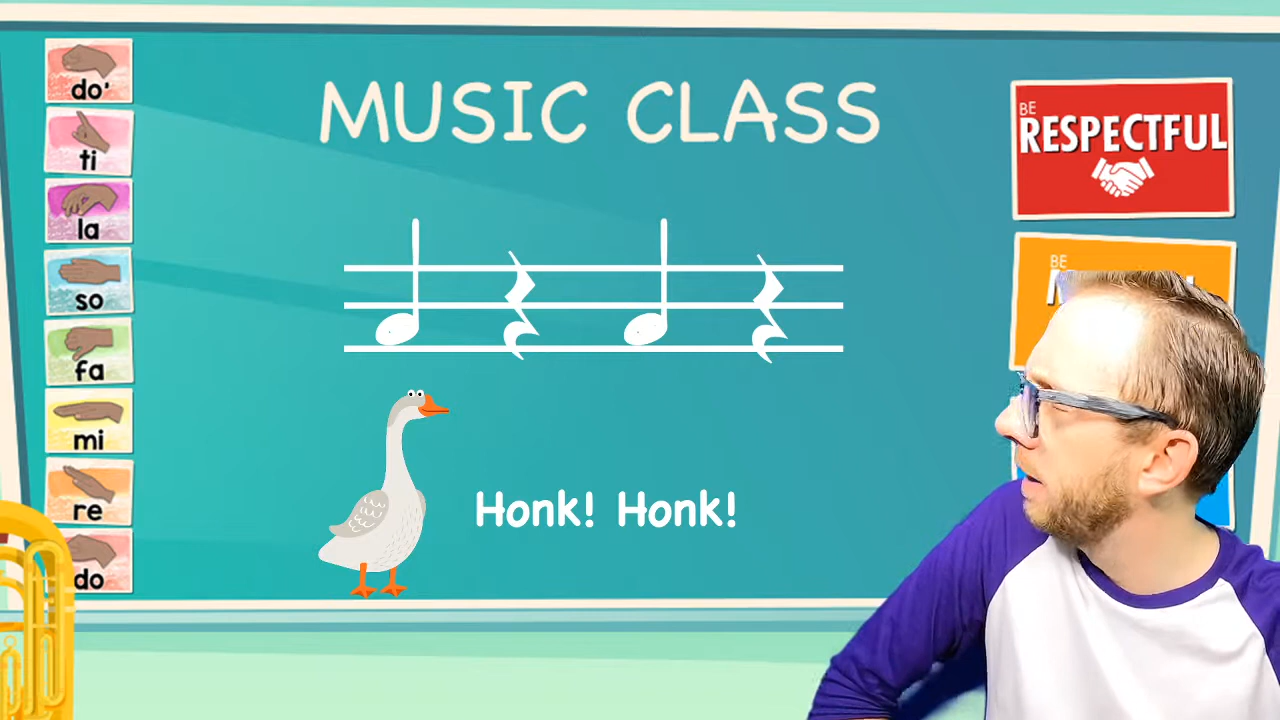 MUSIC CLASS
do'
ti
la
so
fa
mi
re
do
Honk! Honk!
BE
RESPECTFUL
BE